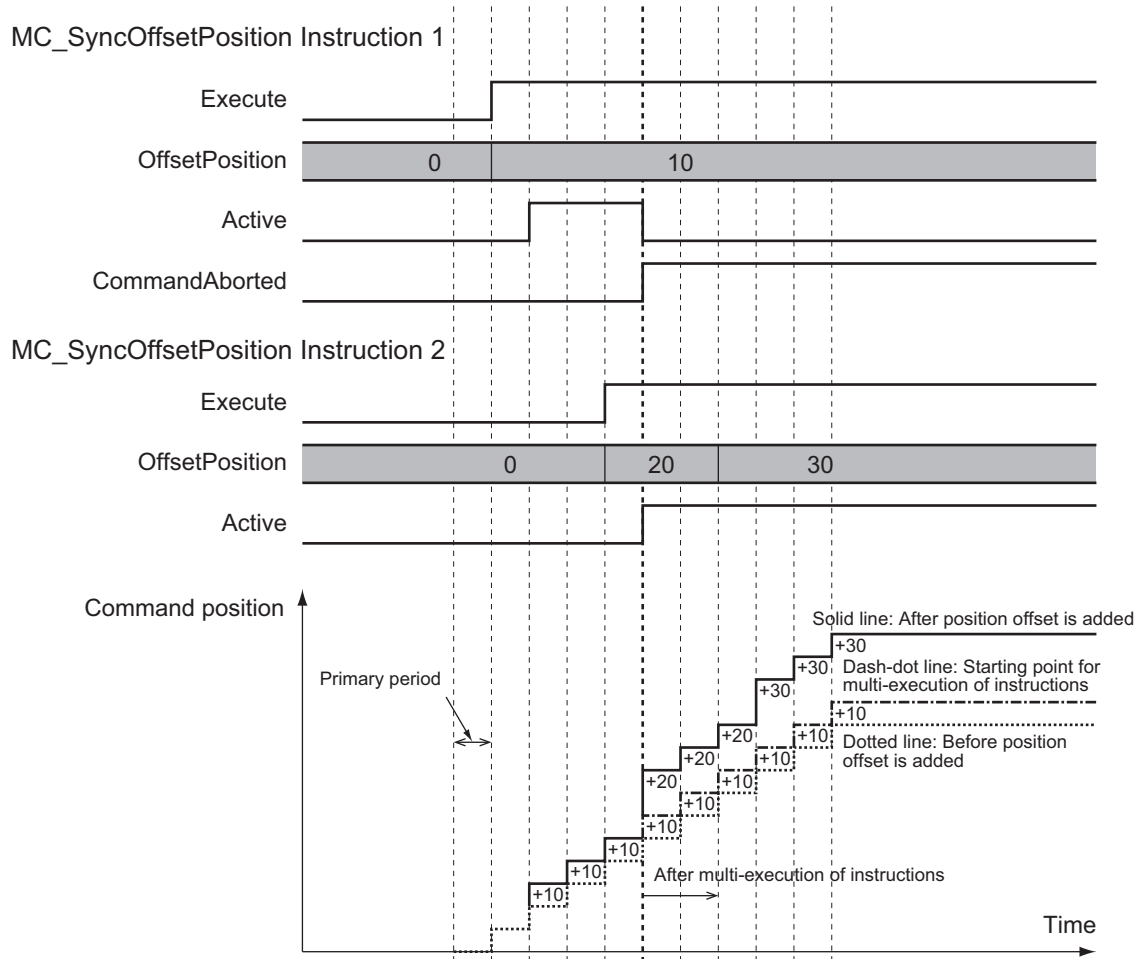 MC_SyncOffsetPosition Instruction 1
Execute
OffsetPosition
0
10
Active
CommandAborted
MC_SyncOffsetPosition Instruction 2
Execute
OffsetPosition
0
20
30
Active
Command position
Solid line: After position offset is added
+30
+30
Dash-dot line: Starting point for
multi-execution of instructions
Primary period
+30
+10
+20
+10
Dotted line: Before position
offset is added
+20
+10
+20
+10
+10
+10
+10
+10
After multi-execution of instructions
+10
Time